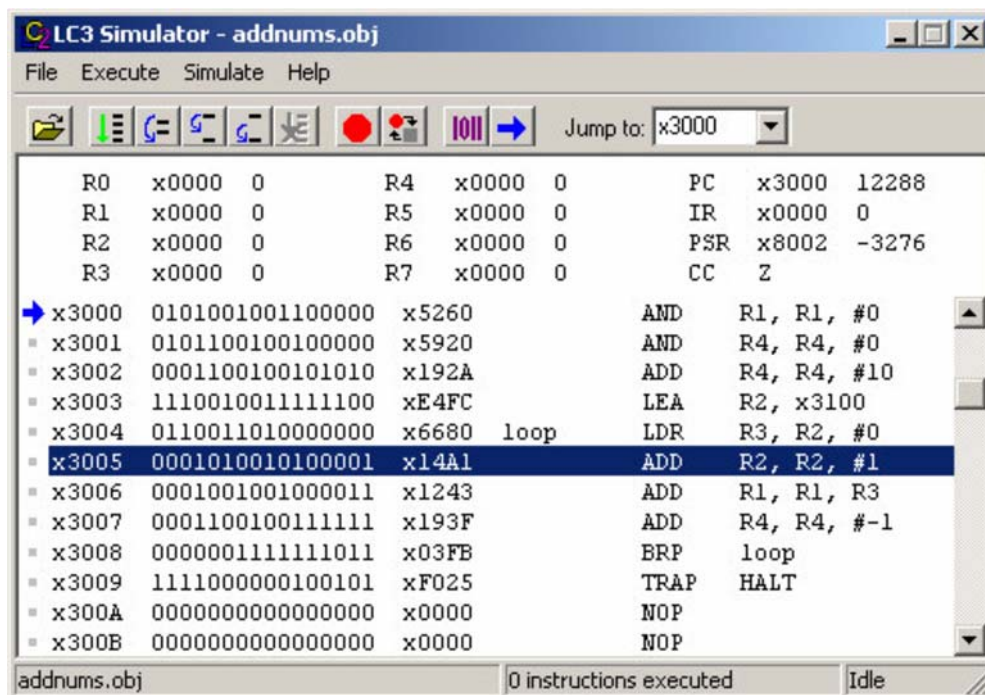 LC3 Simulator - addnums.obj
File Execute Simulate Help
Jump to: x3000
R0 x0000 0 R4 x0000 0 PC x3000 12288
R1 x0000 0 R5 x0000 0 IR x0000 0
R2 x0000 0 R6 x0000 0 PSR x8002 -3276
R3 x0000 0 R7 x0000 0 CC Z
x3000 0101001001100000 x5260 AND R1, R1, #0
x3001 0101100100100000 x5920 AND R4, R4, #0
x3002 0001100100101010 x192A ADD R4, R4, #10
x3003 1110010011111100 xE4FC LEA R2, x3100
x3004 0110011010000000 x6680 loop LDR R3, R2, #0
x3005 0001010010100001 x14A1 ADD R2, R2, #1
x3006 0001001001000011 x1243 ADD R1, R1, R3
x3007 0001100100111111 x193F ADD R4, R4, #-1
x3008 0000001111111011 x03FB BRP loop
x3009 1111000000100101 xF025 TRAP HALT
x300A 0000000000000000 x0000 NOP
x300B 0000000000000000 x0000 NOP
addnums.obj 0 instructions executed Idle